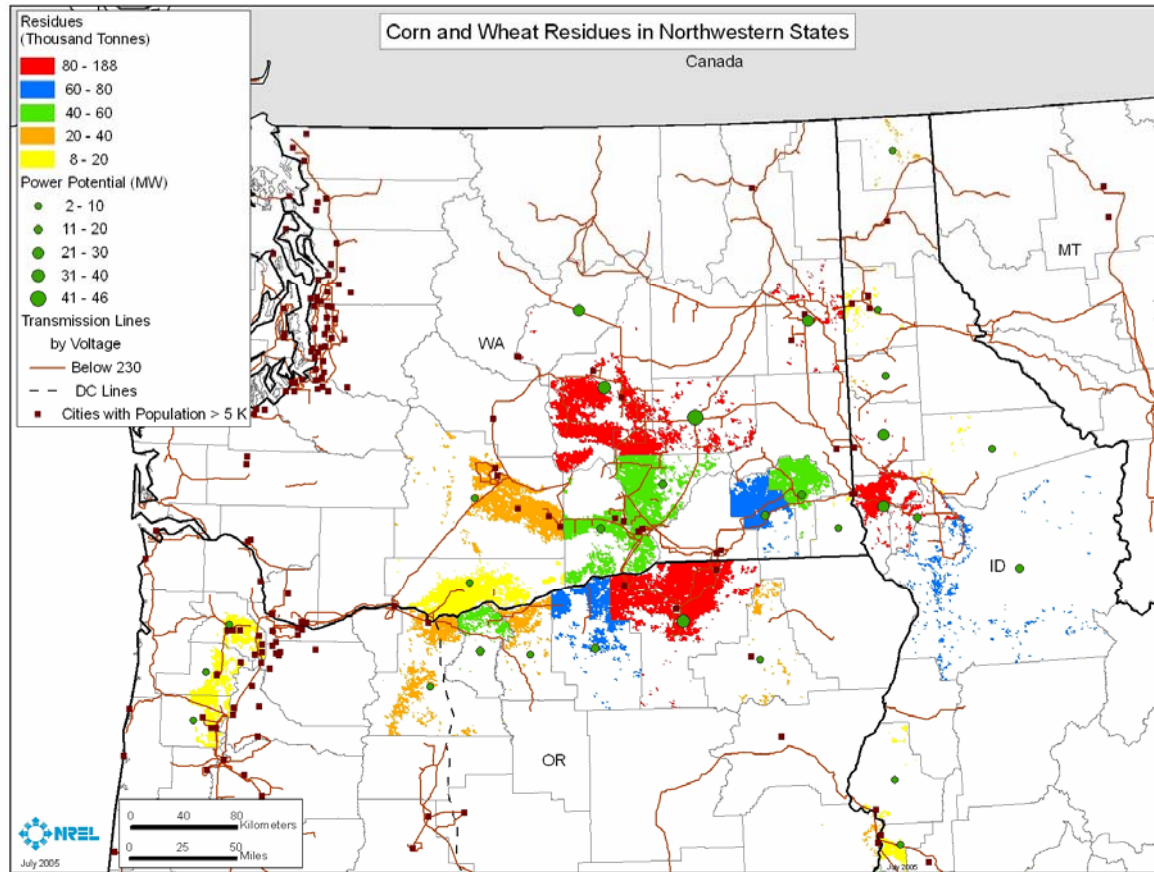 Corn and Wheat Residues in Northwestern States
Canada
Residues
(Thousand Tonnes)
80 - 188
60 - 80
40 - 60
20 - 40
8 - 20
Power Potential (MW)
2 - 10
11 - 20
21 - 30
31 - 40
41 - 46
Transmission Lines
by Voltage
Below 230
DC Lines
Cities with Population > 5 K
MT
WA
ID
OR
0 40 80
Kilometers
0 25 50
Miles
NREL
July 2005
July 2005